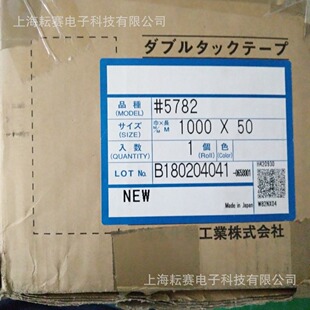 上海耘赛电子科技有限公司
ダブルタックテープ
品種 (MODEL) #5782
サイズ (SIZE) 巾 m/m × 長 M 1000 X 50
入数 (QUANTITY) 1 個 (Roll) 色 (Color)
LOT No. B180204041 -0658001
NEW
Made in Japan
工業株式会社
上海耘赛电子科技有限公司